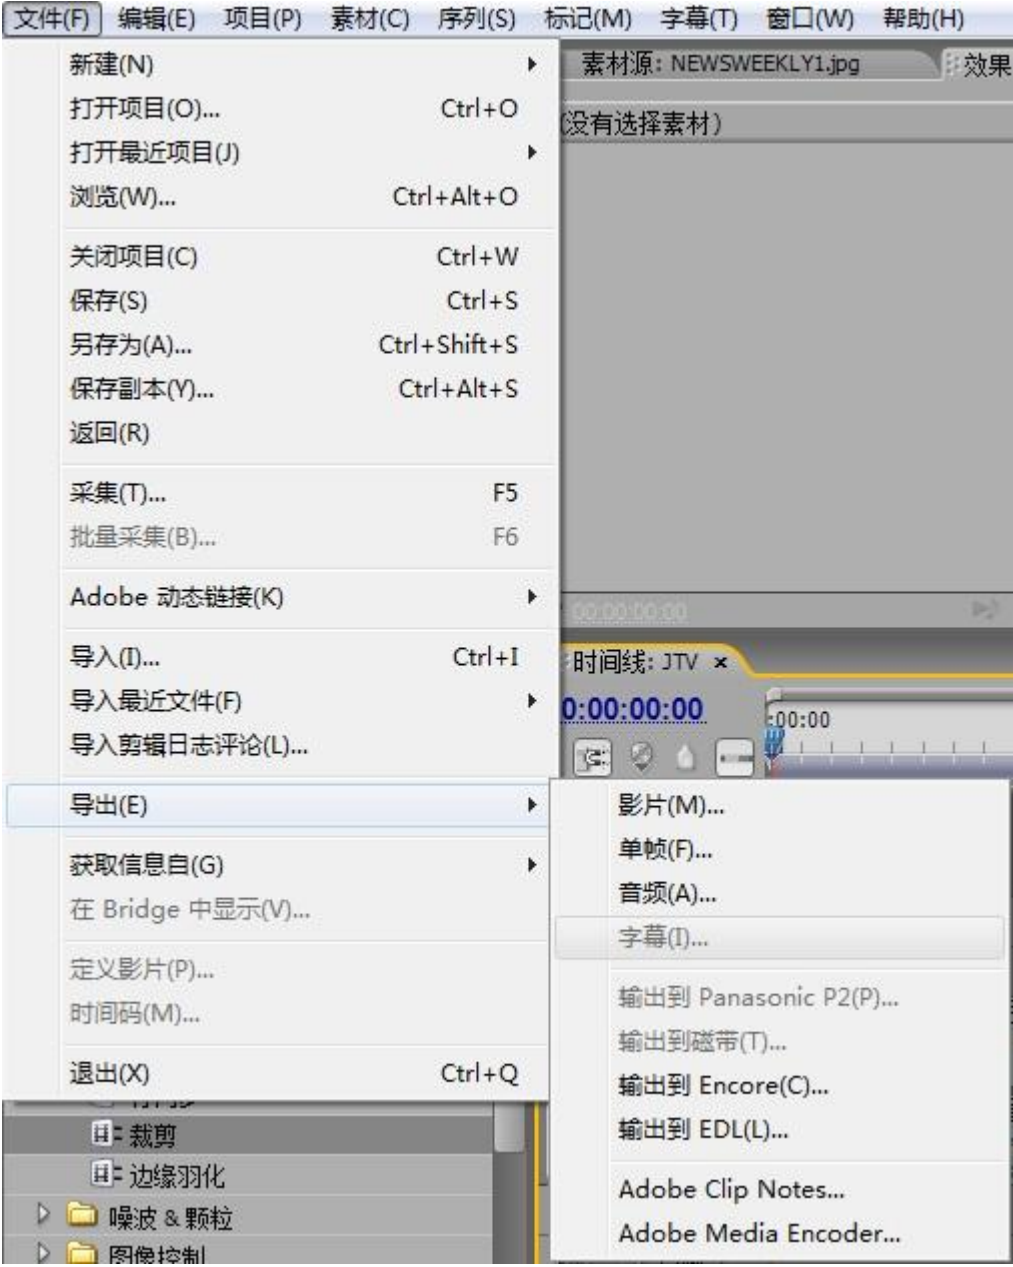 文件(F) 编辑(E) 项目(P) 素材(C) 序列(S) 标记(M) 字幕(T) 窗口(W) 帮助(H)
新建(N)
打开项目(O)... Ctrl+O
打开最近项目(J)
浏览(W)... Ctrl+Alt+O
关闭项目(C) Ctrl+W
保存(S) Ctrl+S
另存为(A)... Ctrl+Shift+S
保存副本(Y)... Ctrl+Alt+S
返回(R)
采集(T)... F5
批量采集(B)... F6
Adobe 动态链接(K)
导入(I)... Ctrl+I
导入最近文件(F)
导入剪辑日志评论(L)...
导出(E)
获取信息自(G)
在 Bridge 中显示(V)...
定义影片(P)...
时间码(M)...
退出(X) Ctrl+Q
素材源: NEWSWEEKLY1.jpg 效果
(没有选择素材)
00:00:00:00
时间线: JTV ×
0:00:00:00 :00:00
影片(M)...
单帧(F)...
音频(A)...
字幕(I)...
输出到 Panasonic P2(P)...
输出到磁带(T)...
输出到 Encore(C)...
输出到 EDL(L)...
Adobe Clip Notes...
Adobe Media Encoder...
裁剪
边缘羽化
噪波 & 颗粒
图像控制